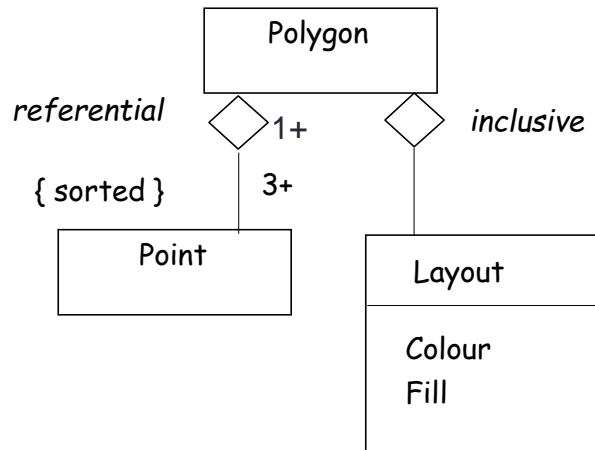 Polygon
referential
1+
inclusive
{ sorted }
3+
Point
Layout
Colour
Fill